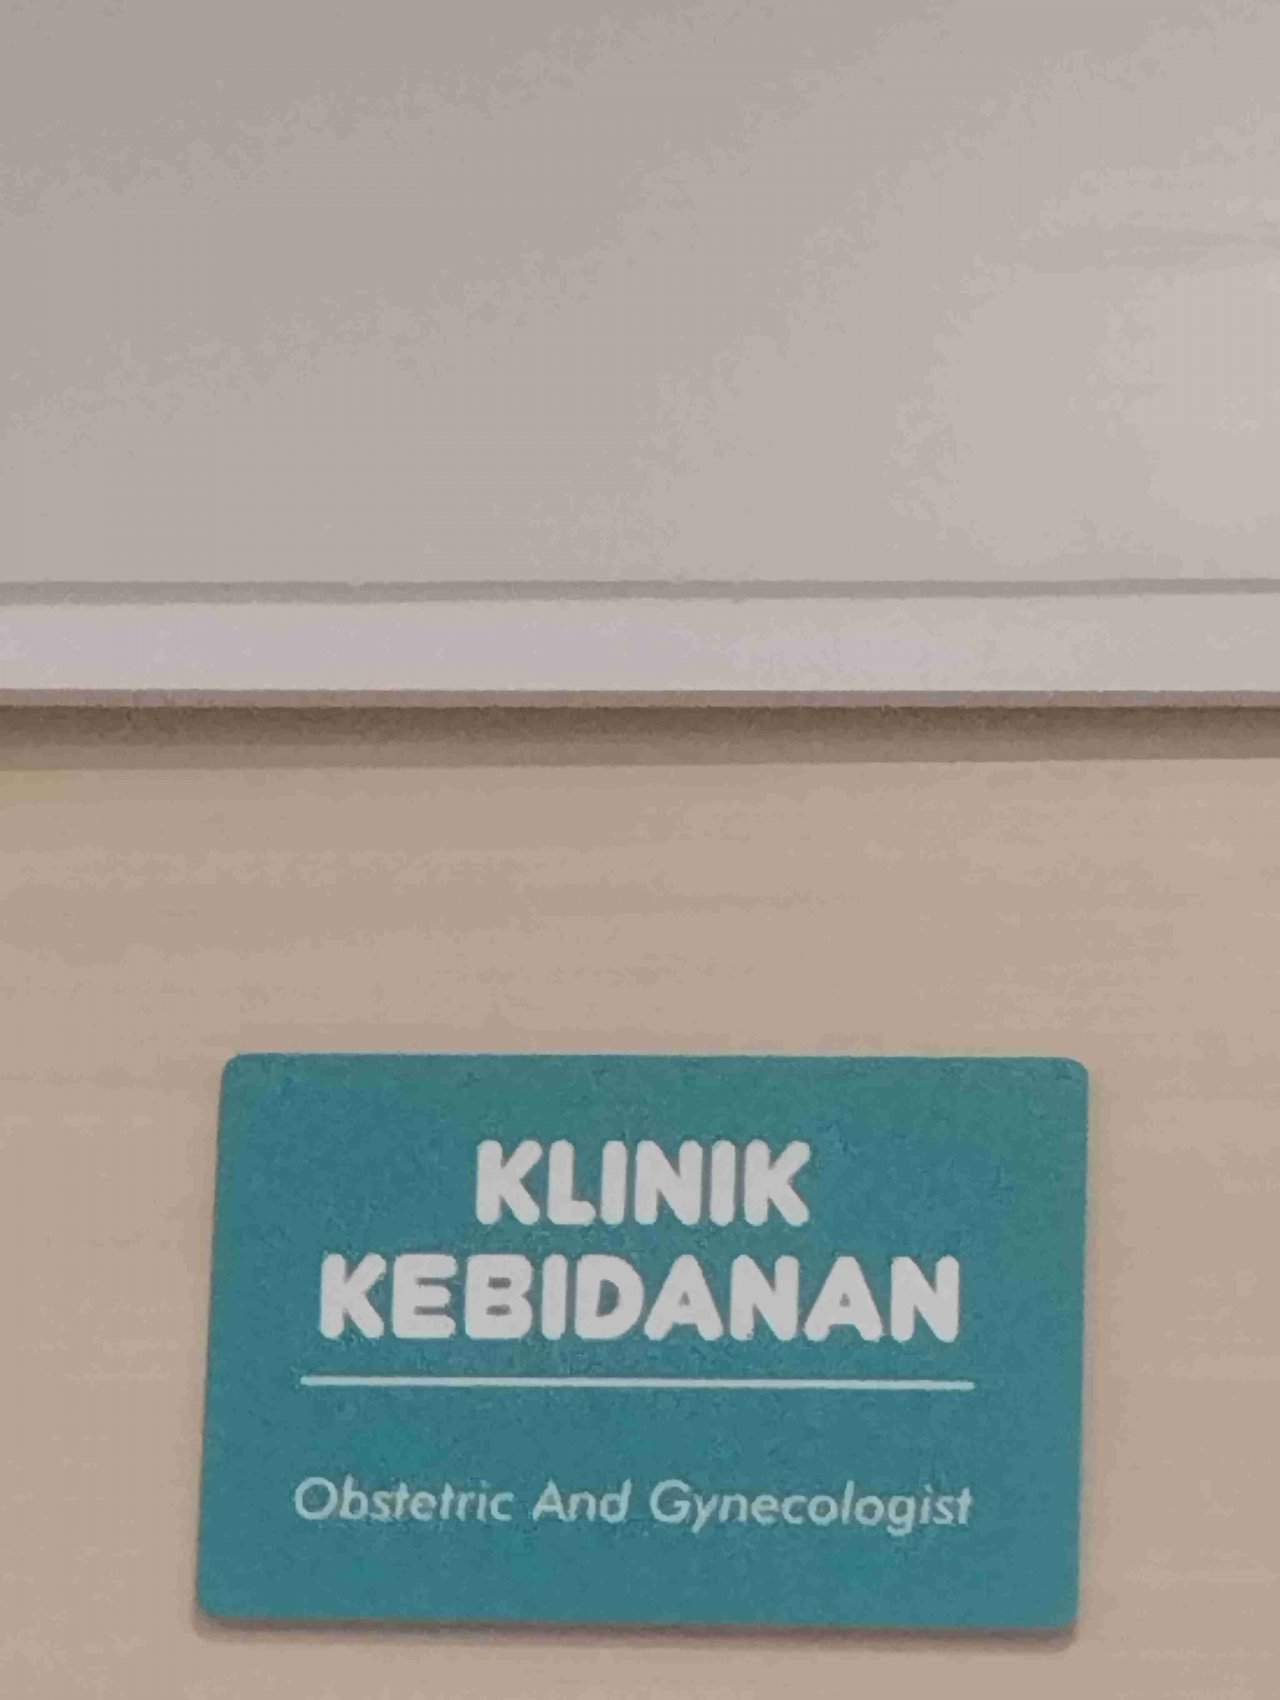 KLINIK
KEBIDANAN
Obstetric And Gynecologist